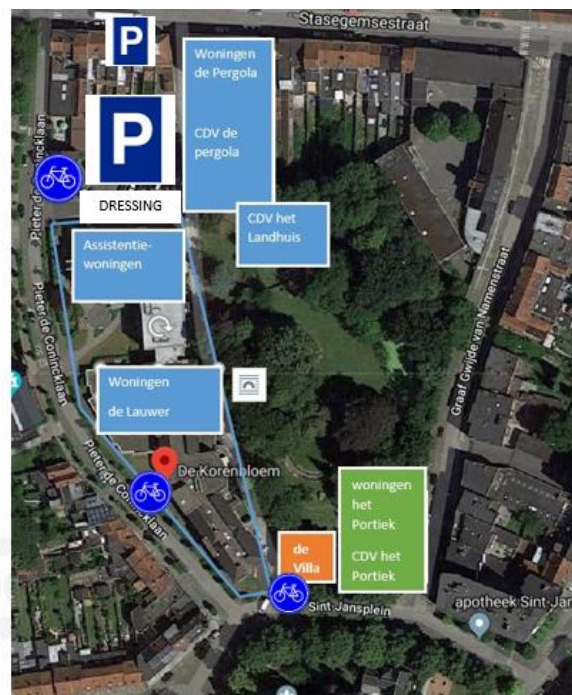 Stasegemsestraat
P
Woningen
de Pergola
CDV de
pergola
P
Pieter de Conincklaan
DRESSING
CDV het
Landhuis
Assistentie-
woningen
Pieter de Conincklaan
Graaf Gwijde van Namenstraat
Woningen
de Lauwer
De Korenbloem
Pieter de Conincklaan
woningen
het
Portiek
CDV het
Portiek
de
Villa
Sint-Jansplein
apotheek Sint-Jan